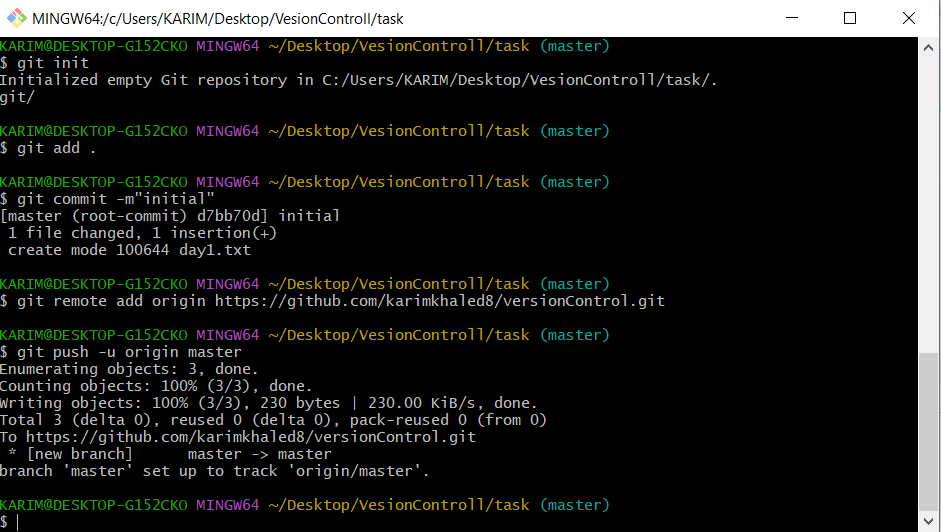 MINGW64:/c/Users/KARIM/Desktop/VesionControll/task
KARIM@DESKTOP-G152CKO MINGW64 ~/Desktop/VesionControll/task (master)
$ git init
Initialized empty Git repository in C:/Users/KARIM/Desktop/VesionControll/task/.
git/
KARIM@DESKTOP-G152CKO MINGW64 ~/Desktop/VesionControll/task (master)
$ git add .
KARIM@DESKTOP-G152CKO MINGW64 ~/Desktop/VesionControll/task (master)
$ git commit -m"initial"
[master (root-commit) d7bb70d] initial
 1 file changed, 1 insertion(+)
 create mode 100644 day1.txt
KARIM@DESKTOP-G152CKO MINGW64 ~/Desktop/VesionControll/task (master)
$ git remote add origin https://github.com/karimkhaled8/versionControl.git
KARIM@DESKTOP-G152CKO MINGW64 ~/Desktop/VesionControll/task (master)
$ git push -u origin master
Enumerating objects: 3, done.
Counting objects: 100% (3/3), done.
Writing objects: 100% (3/3), 230 bytes | 230.00 KiB/s, done.
Total 3 (delta 0), reused 0 (delta 0), pack-reused 0 (from 0)
To https://github.com/karimkhaled8/versionControl.git
 * [new branch]      master -> master
branch 'master' set up to track 'origin/master'.
KARIM@DESKTOP-G152CKO MINGW64 ~/Desktop/VesionControll/task (master)
$